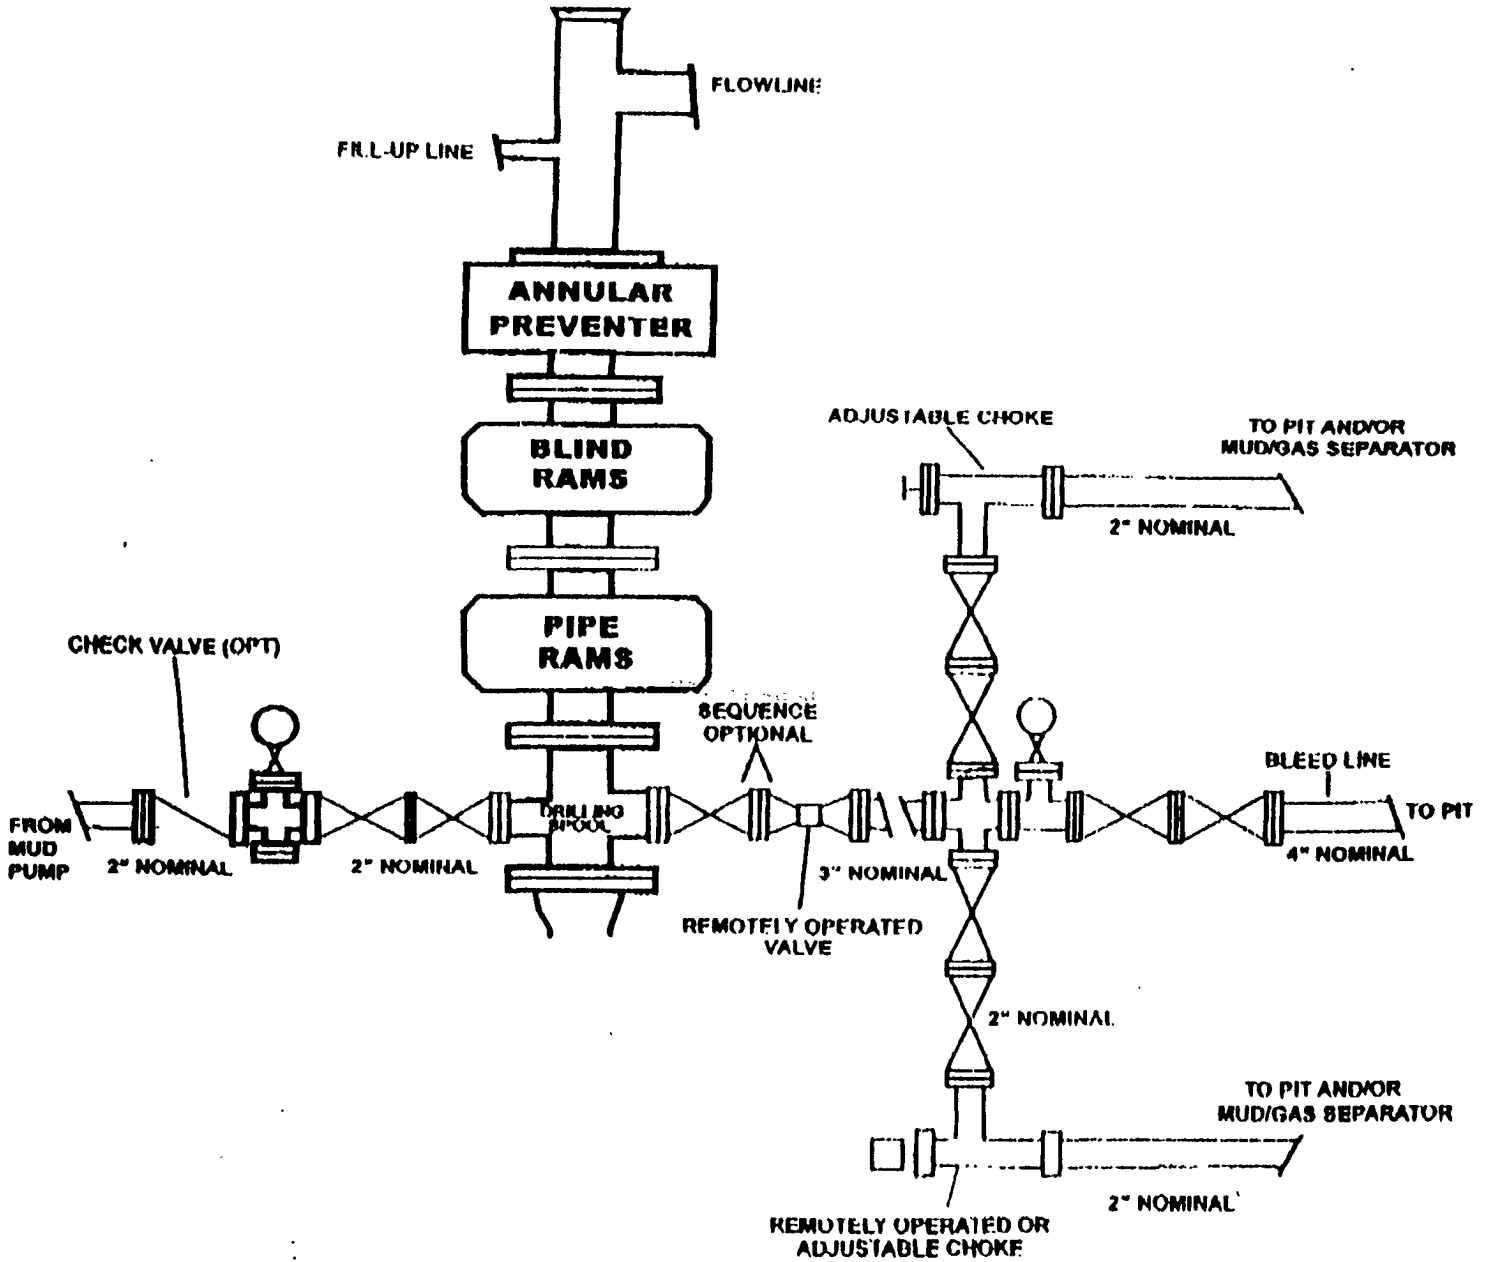 FLOWLINE
FILL-UP LINE
ANNULAR
PREVENTER
BLIND
RAMS
PIPE
RAMS
ADJUSTABLE CHOKE
TO PIT AND/OR
MUD/GAS SEPARATOR
2" NOMINAL
CHECK VALVE (OPT)
SEQUENCE
OPTIONAL
BLEED LINE
TO PIT
4" NOMINAL
FROM
MUD
PUMP
2" NOMINAL
2" NOMINAL
DRILLING
SPOOL
3" NOMINAL
REMOTELY OPERATED
VALVE
2" NOMINAL
TO PIT AND/OR
MUD/GAS SEPARATOR
2" NOMINAL
REMOTELY OPERATED OR
ADJUSTABLE CHOKE